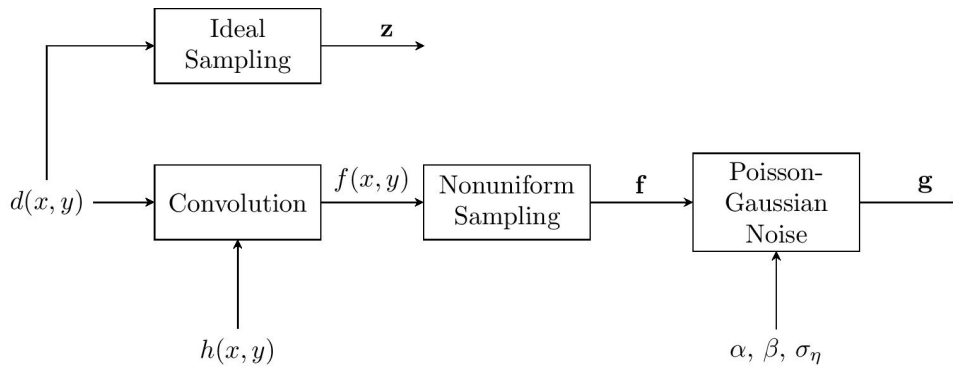 Ideal
Sampling
z
d(x, y)
Convolution
f(x, y)
Nonuniform
Sampling
f
Poisson-
Gaussian
Noise
g
h(x, y)
α, β, σ_η